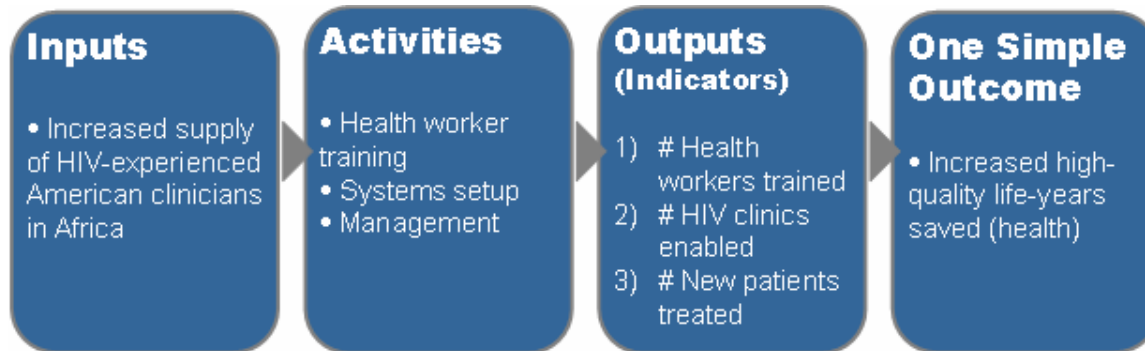 Inputs
• Increased supply
of HIV-experienced
American clinicians
in Africa
Activities
• Health worker
training
• Systems setup
• Management
Outputs
(Indicators)
1) # Health
workers trained
2) # HIV clinics
enabled
3) # New patients
treated
One Simple
Outcome
• Increased high-
quality life-years
saved (health)